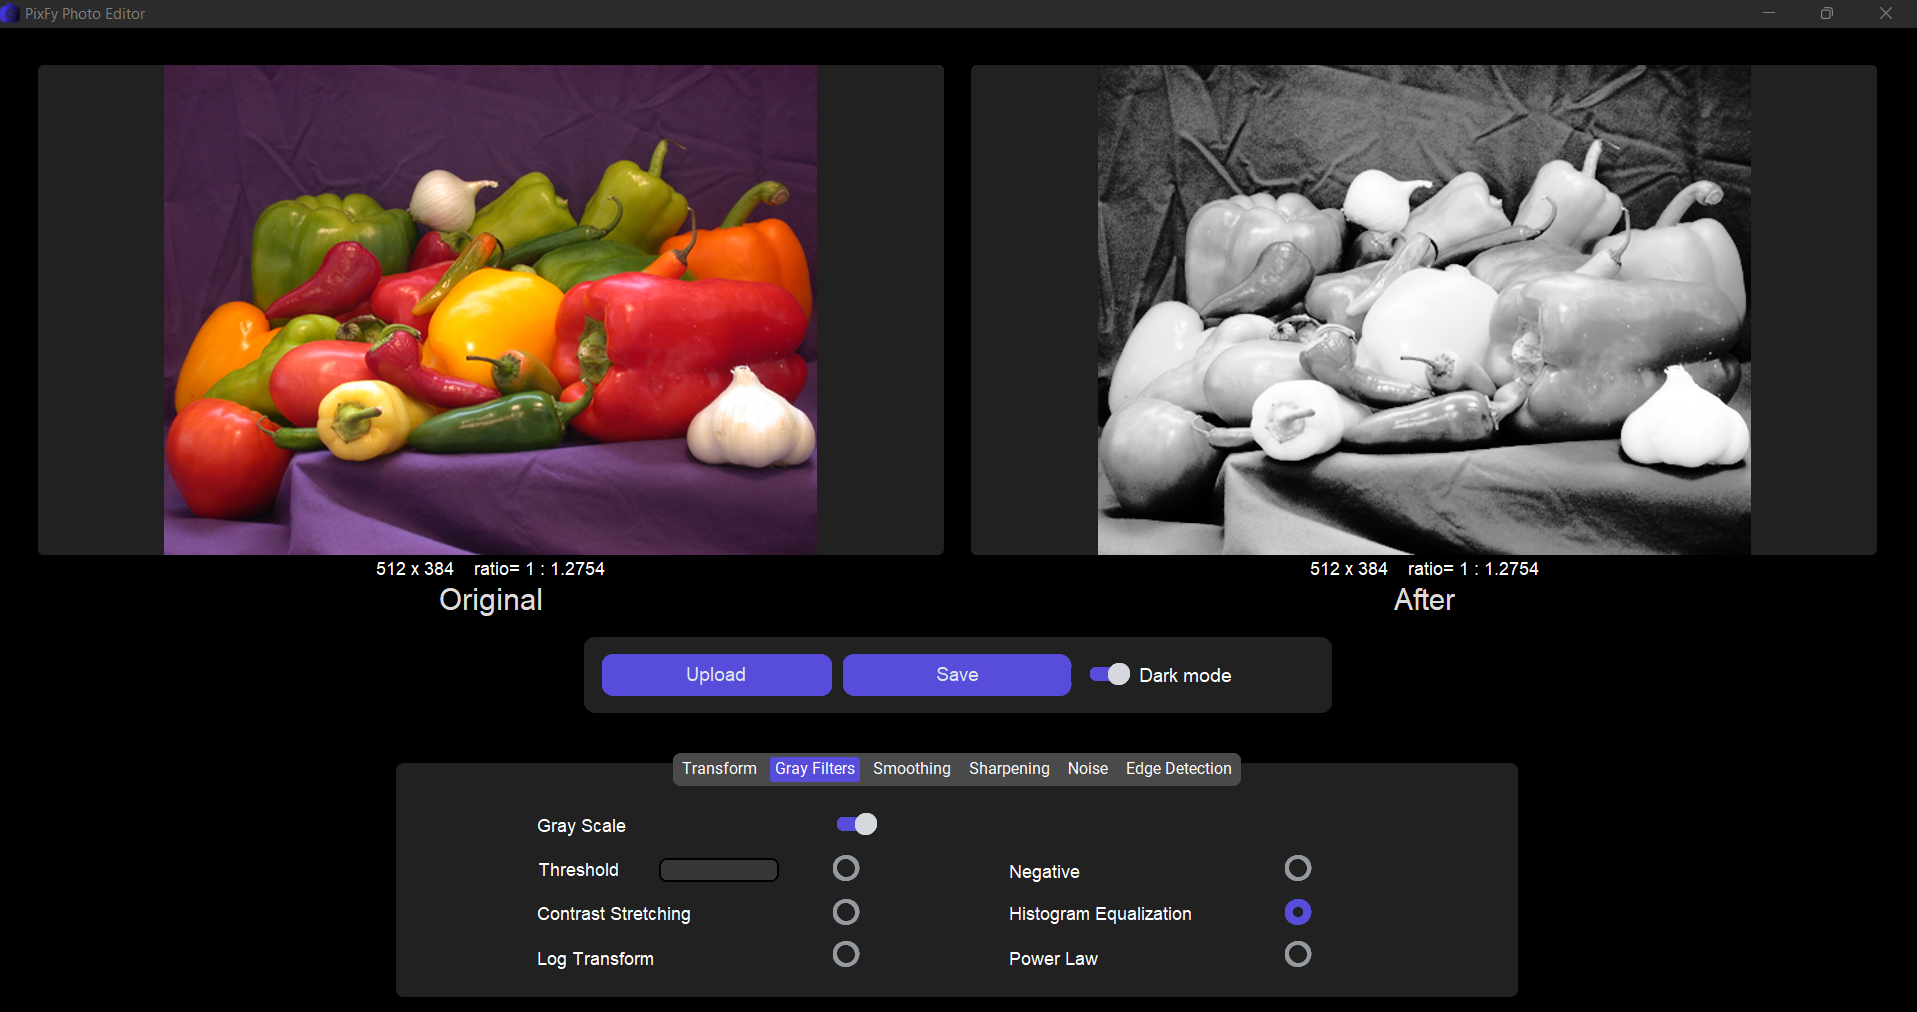 PixFy Photo Editor
512 x 384 ratio= 1 : 1.2754
Original
512 x 384 ratio= 1 : 1.2754
After
Upload Save Dark mode
Transform Gray Filters Smoothing Sharpening Noise Edge Detection
Gray Scale
Threshold Negative
Contrast Stretching Histogram Equalization
Log Transform Power Law